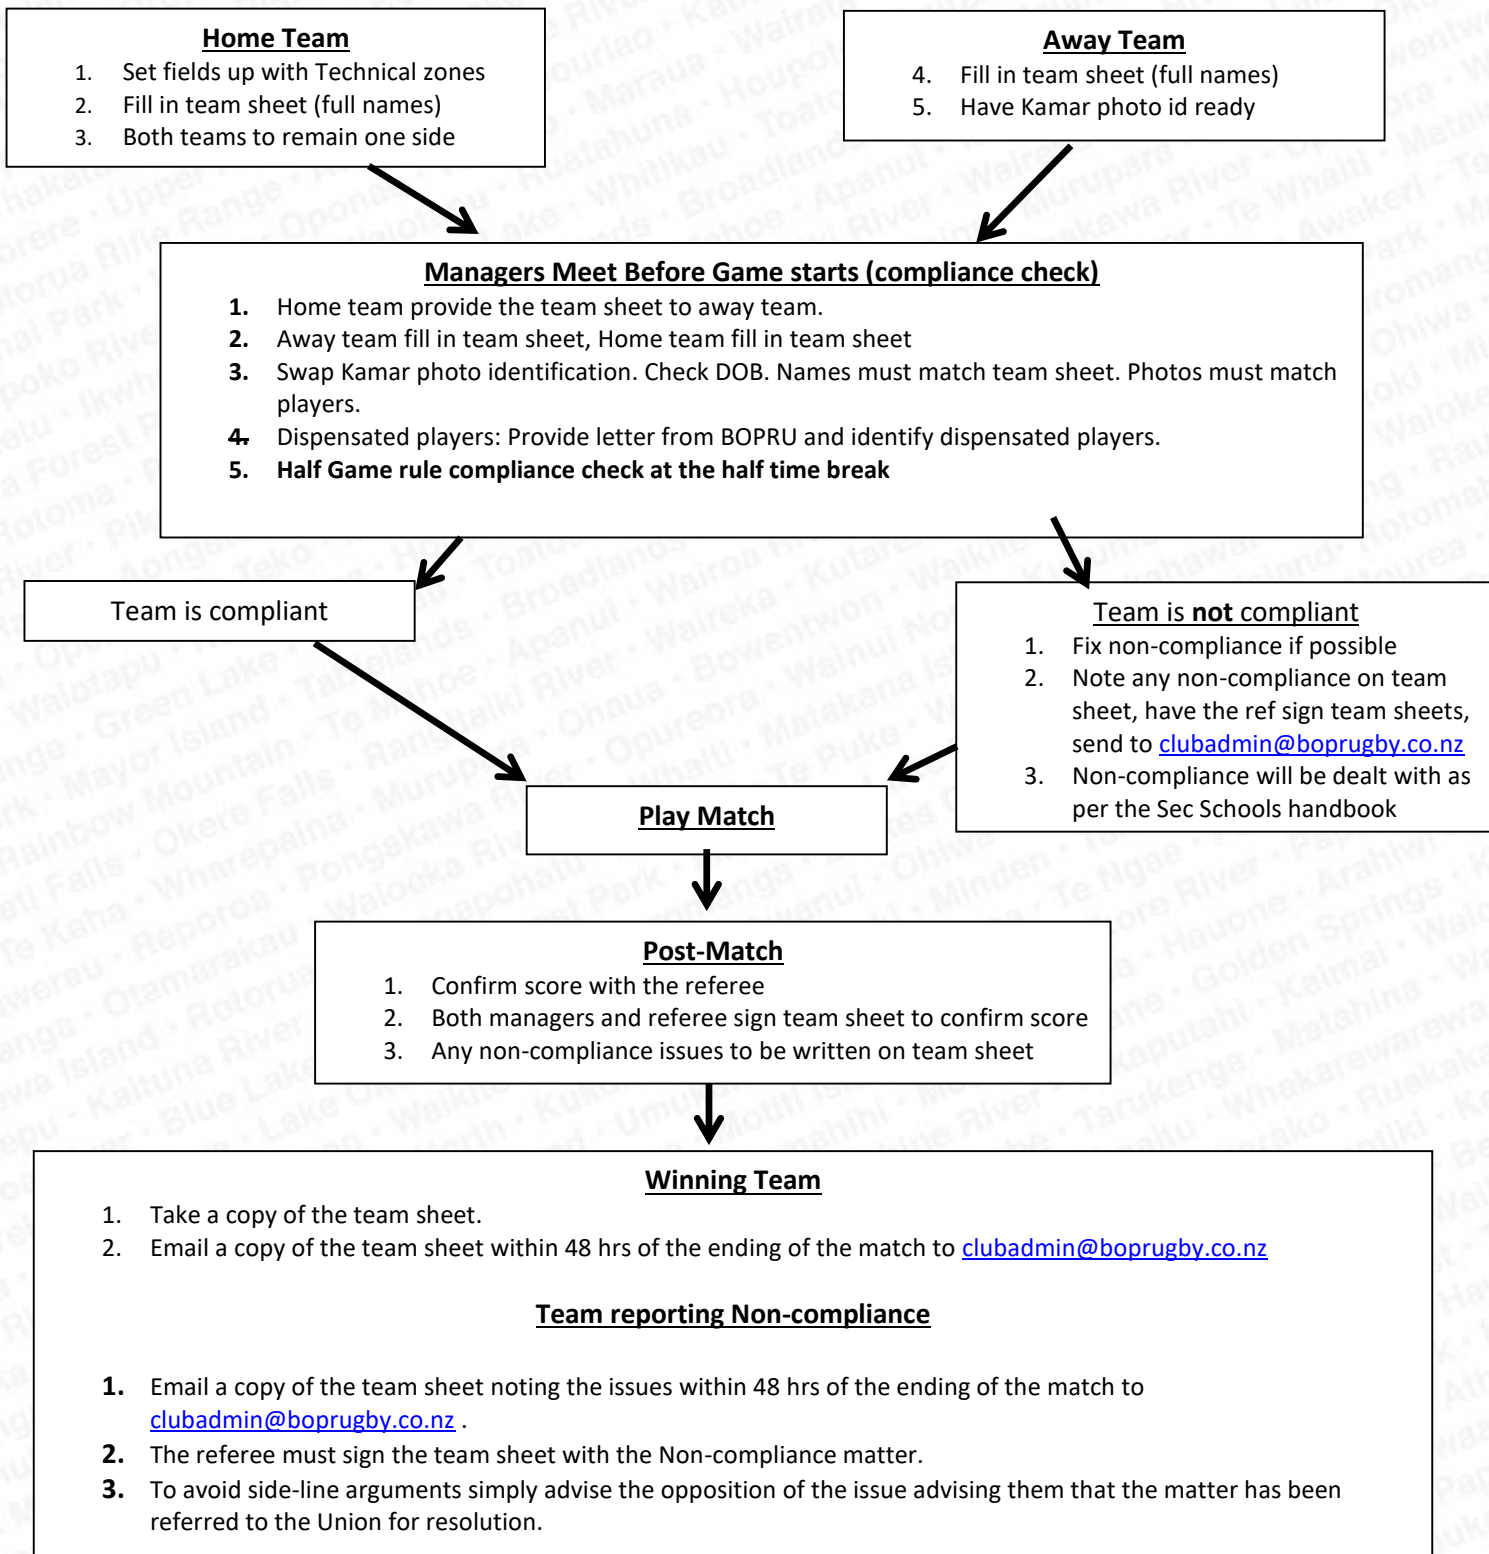 Home Team
1. Set fields up with Technical zones
2. Fill in team sheet (full names)
3. Both teams to remain one side
Away Team
4. Fill in team sheet (full names)
5. Have Kamar photo id ready
Managers Meet Before Game starts (compliance check)
1. Home team provide the team sheet to away team.
2. Away team fill in team sheet, Home team fill in team sheet
3. Swap Kamar photo identification. Check DOB. Names must match team sheet. Photos must match
players.
4. Dispensated players: Provide letter from BOPRU and identify dispensated players.
5. Half Game rule compliance check at the half time break
Team is compliant
Team is not compliant
1. Fix non-compliance if possible
2. Note any non-compliance on team
sheet, have the ref sign team sheets,
send to clubadmin@boprugby.co.nz
3. Non-compliance will be dealt with as
per the Sec Schools handbook
Play Match
Post-Match
1. Confirm score with the referee
2. Both managers and referee sign team sheet to confirm score
3. Any non-compliance issues to be written on team sheet
Winning Team
1. Take a copy of the team sheet.
2. Email a copy of the team sheet within 48 hrs of the ending of the match to clubadmin@boprugby.co.nz
Team reporting Non-compliance
1. Email a copy of the team sheet noting the issues within 48 hrs of the ending of the match to
clubadmin@boprugby.co.nz .
2. The referee must sign the team sheet with the Non-compliance matter.
3. To avoid side-line arguments simply advise the opposition of the issue advising them that the matter has been
referred to the Union for resolution.